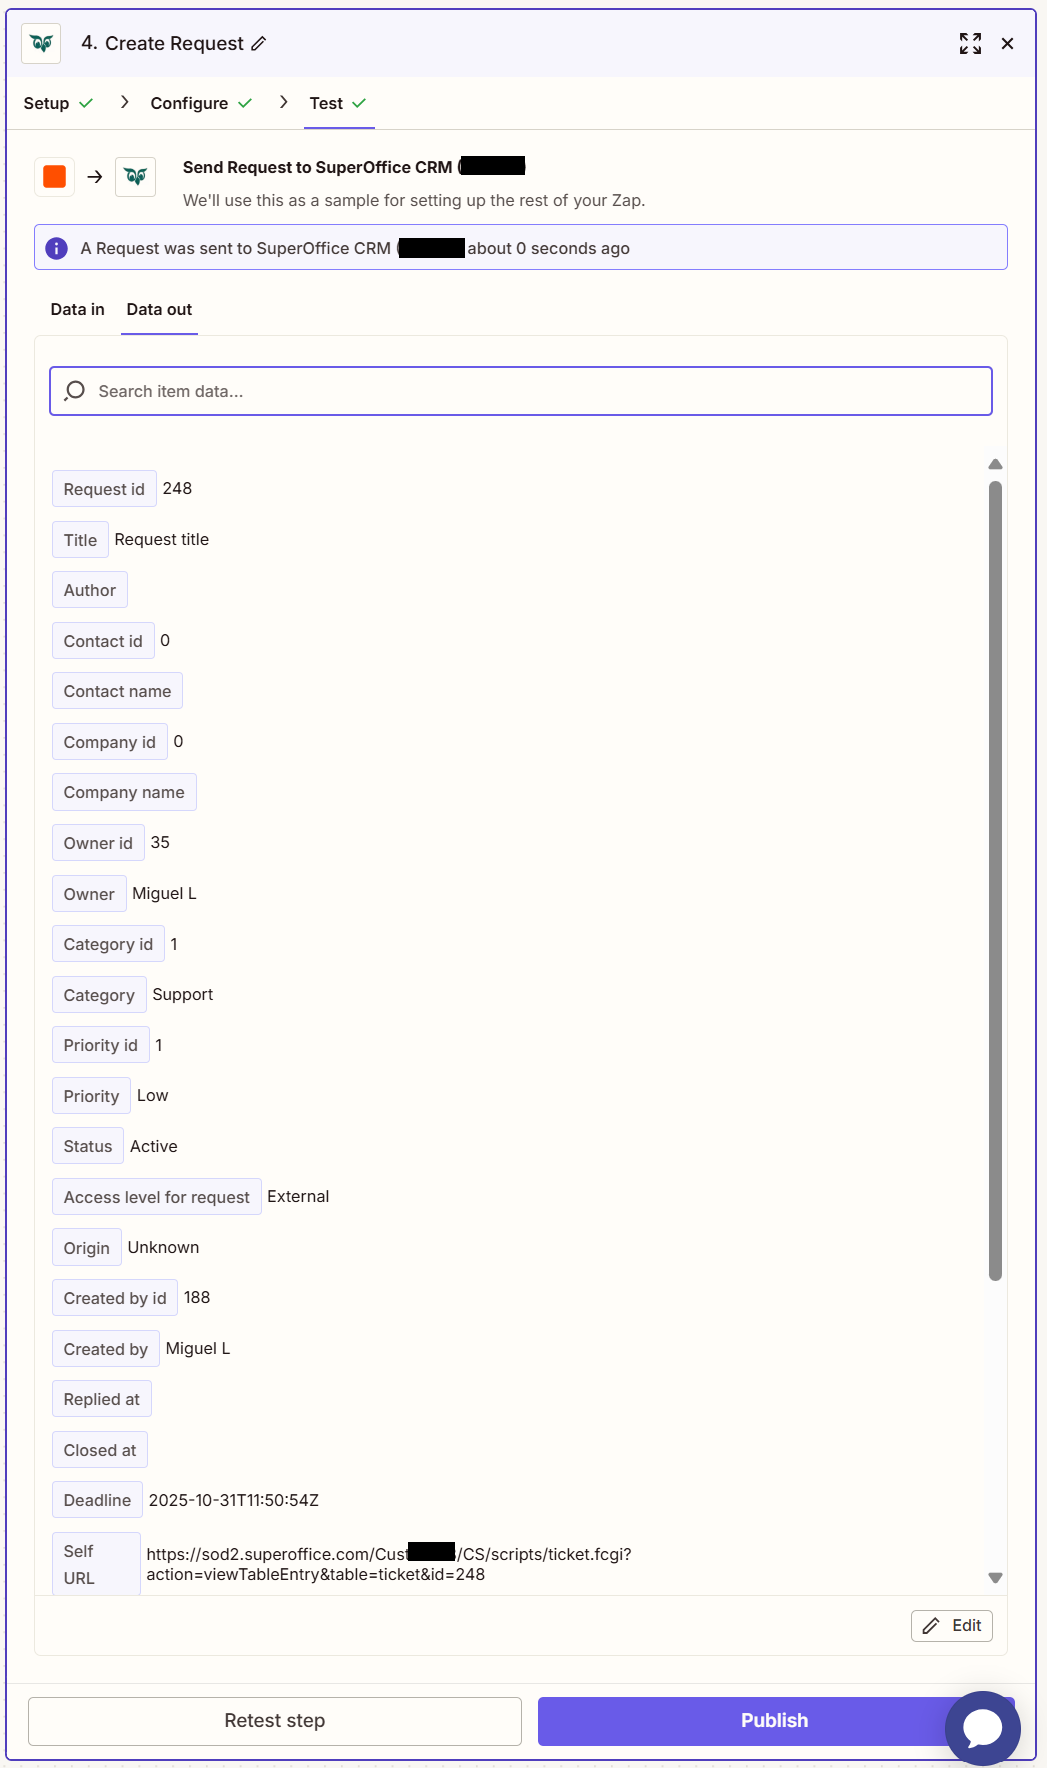 4. Create Request
Setup
Configure
Test
Send Request to SuperOffice CRM (
We'll use this as a sample for setting up the rest of your Zap.
A Request was sent to SuperOffice CRM ( about 0 seconds ago
Data in Data out
Search item data...
Request id 248
Title Request title
Author
Contact id 0
Contact name
Company id 0
Company name
Owner id 35
Owner Miguel L
Category id 1
Category Support
Priority id 1
Priority Low
Status Active
Access level for request External
Origin Unknown
Created by id 188
Created by Miguel L
Replied at
Closed at
Deadline 2025-10-31T11:50:54Z
Self
URL
https://sod2.superoffice.com/Cust /CS/scripts/ticket.fcgi?
action=viewTableEntry&table=ticket&id=248
Edit
Retest step
Publish